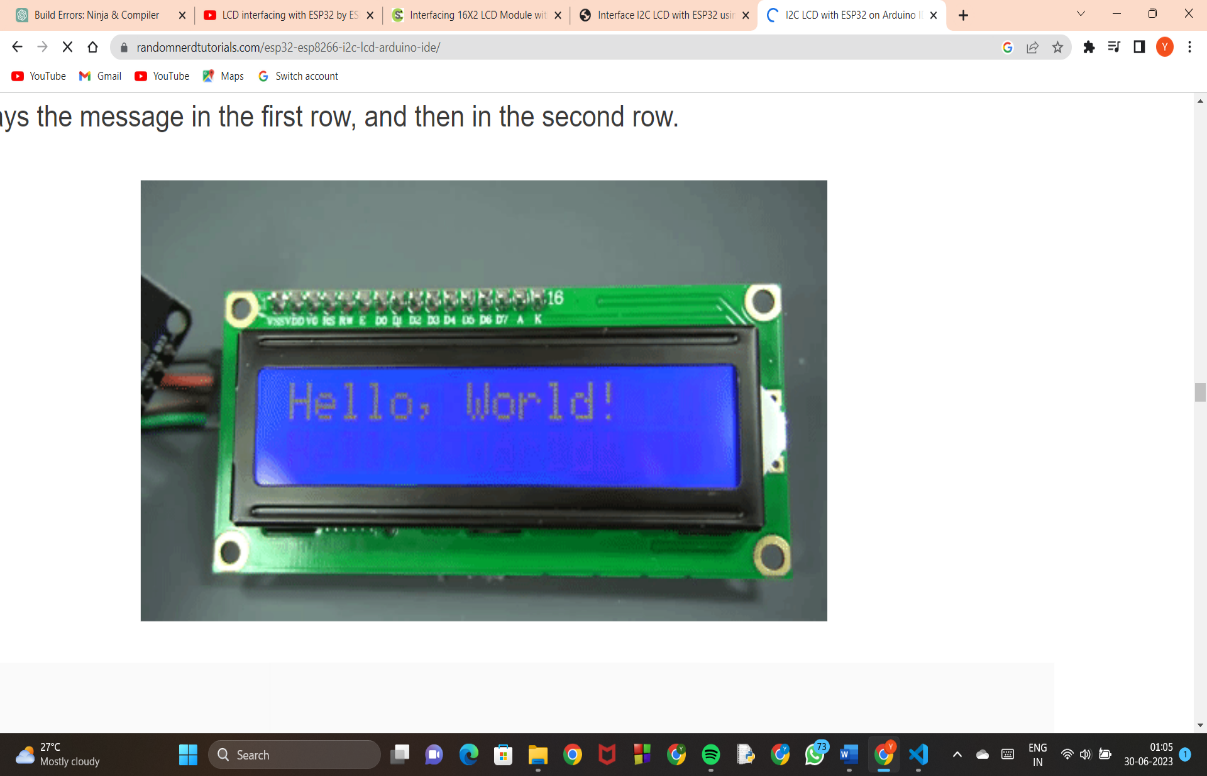 Build Errors: Ninja & Compiler
LCD interfacing with ESP32 by ES
Interfacing 16X2 LCD Module wit
Interface I2C LCD with ESP32 usin
I2C LCD with ESP32 on Arduino I
randomnerdtutorials.com/esp32-esp8266-i2c-lcd-arduino-ide/
Y
YouTube
Gmail
YouTube
Maps
Switch account
ays the message in the first row, and then in the second row.
16
VSS VDD V0 RS RW E D0 D1 D2 D3 D4 D5 D6 D7 A K
Hello, World!
27°C
Mostly cloudy
Search
73
ENG
IN
01:05
30-06-2023
1